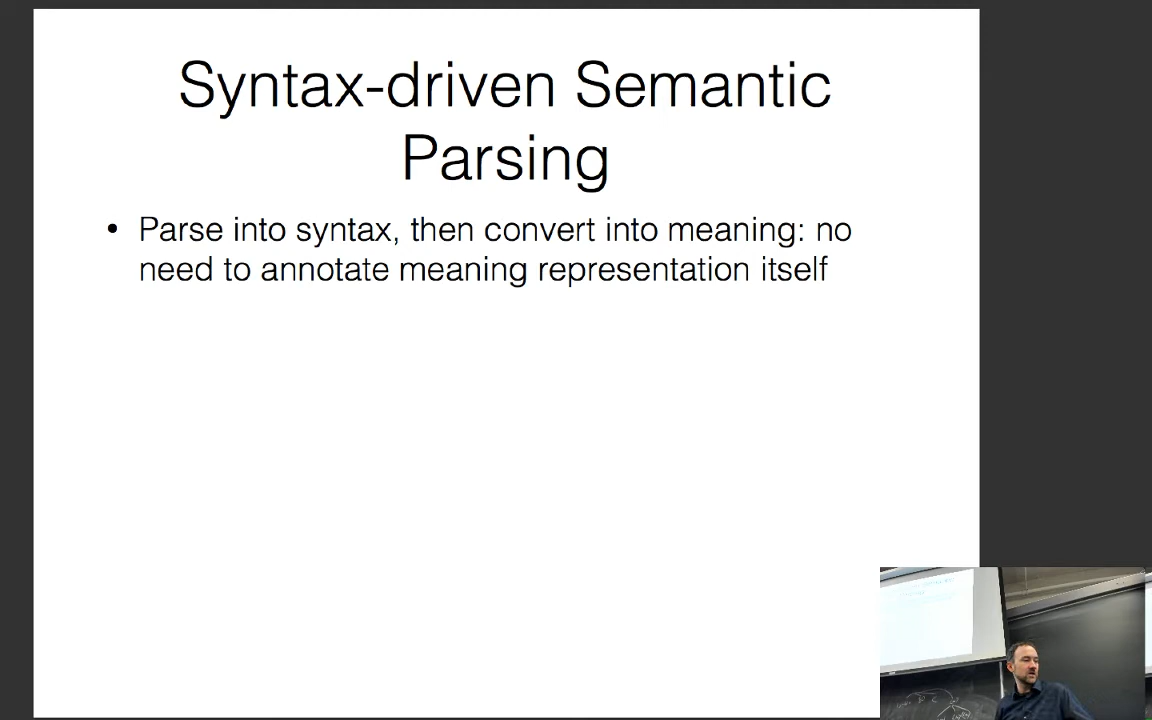 Syntax-driven Semantic
Parsing
• Parse into syntax, then convert into meaning: no
need to annotate meaning representation itself